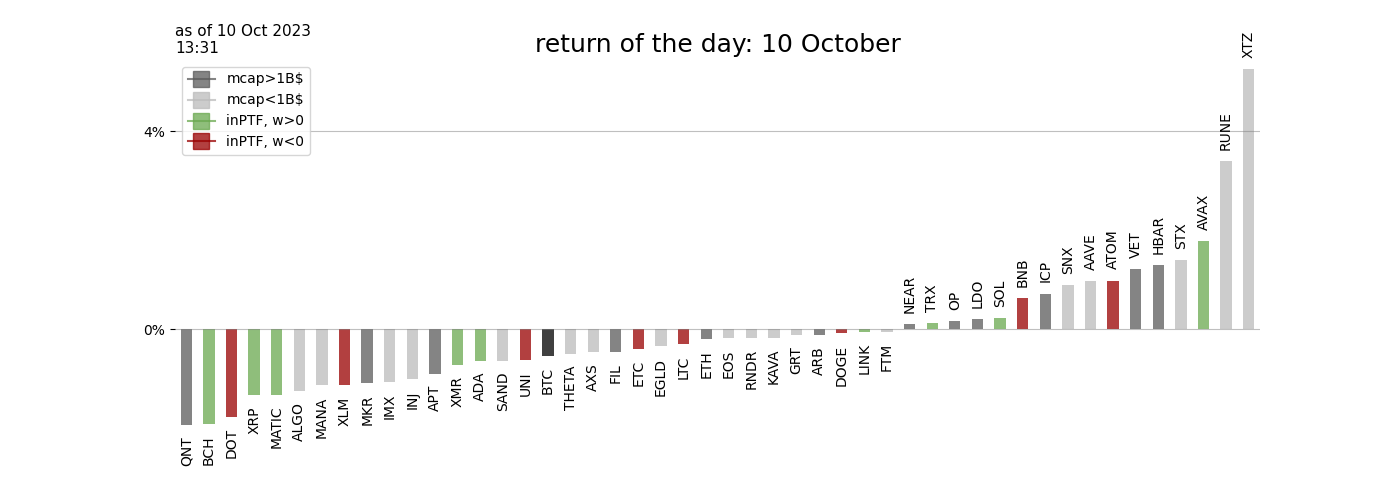 as of 10 Oct 2023
13:31
return of the day: 10 October
mcap>1B$
mcap<1B$
inPTF, w>0
inPTF, w<0
4%
0%
QNT
BCH
DOT
XRP
MATIC
ALGO
MANA
XLM
MKR
IMX
INJ
APT
XMR
ADA
SAND
UNI
BTC
THETA
AXS
FIL
ETC
EGLD
LTC
ETH
EOS
RNDR
KAVA
GRT
ARB
DOGE
LINK
FTM
NEAR
TRX
OP
LDO
SOL
BNB
ICP
SNX
AAVE
ATOM
VET
HBAR
STX
AVAX
RUNE
XTZ